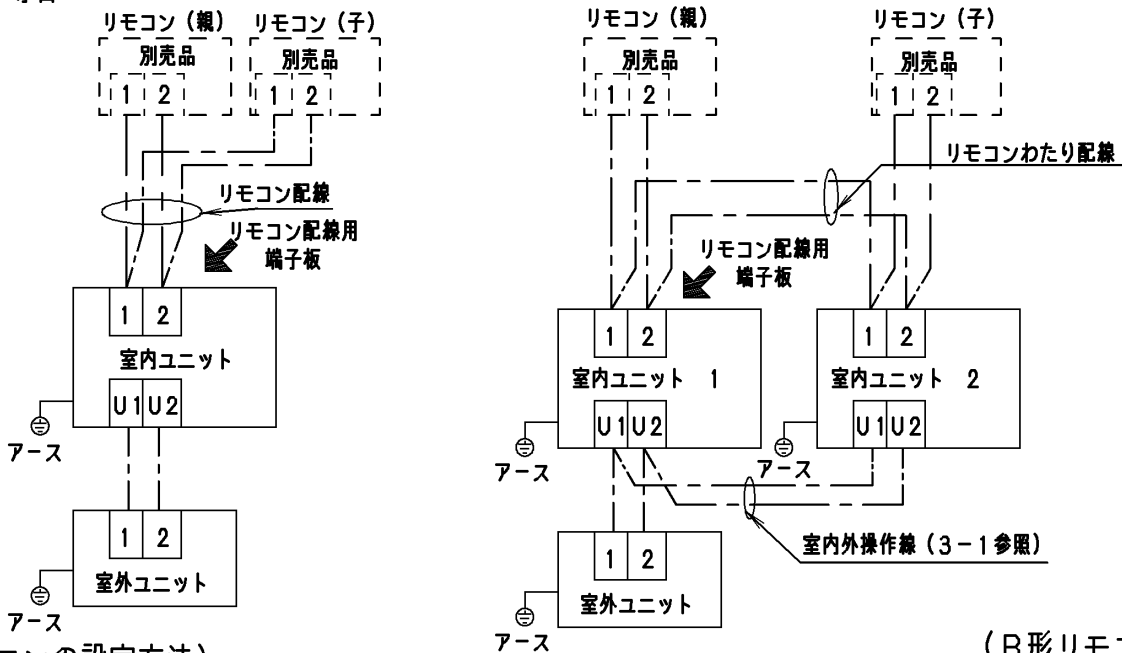 リモコン（親） リモコン（子）
別売品
1 2 1 2
リモコン配線
リモコン配線用
端子板
1 2
室内ユニット
U1 U2
アース
1 2
室外ユニット
アース
リモコン（親） リモコン（子）
別売品 別売品
1 2 1 2
リモコンわたり配線
リモコン配線用
端子板
1 2 1 2
室内ユニット 1 室内ユニット 2
U1 U2 U1 U2
アース アース
室内外操作線（3－1参照）
1 2
室外ユニット
アース